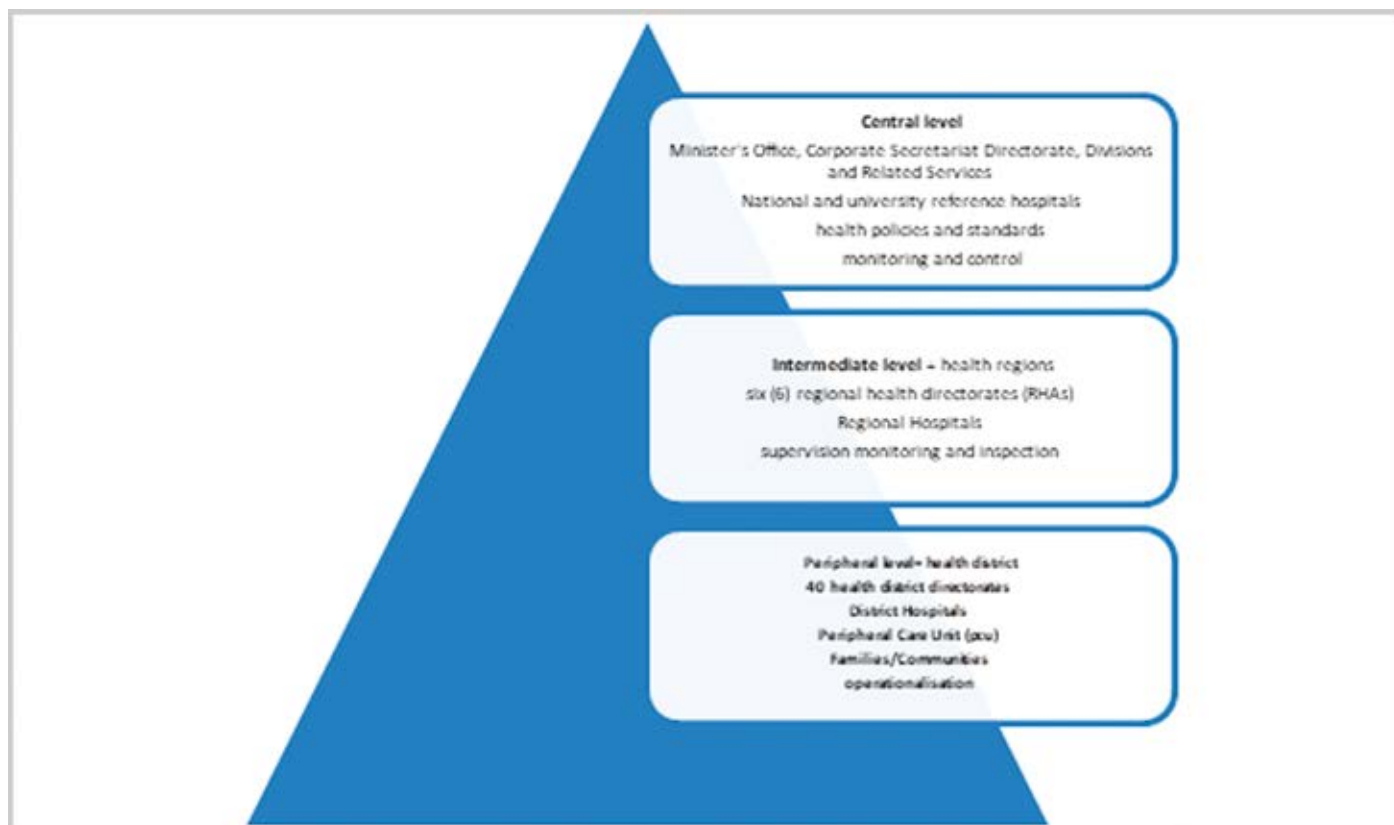 Central level
Minister's Office, Corporate Secretariat Directorate, Divisions
and Related Services
National and university reference hospitals
health policies and standards
monitoring and control
Intermediate level = health regions
six (6) regional health directorates (RHAs)
Regional Hospitals
supervision monitoring and inspection
Peripheral level= health district
40 health district directorates
District Hospitals
Peripheral Care Unit (pcu)
Families/Communities
operationalisation